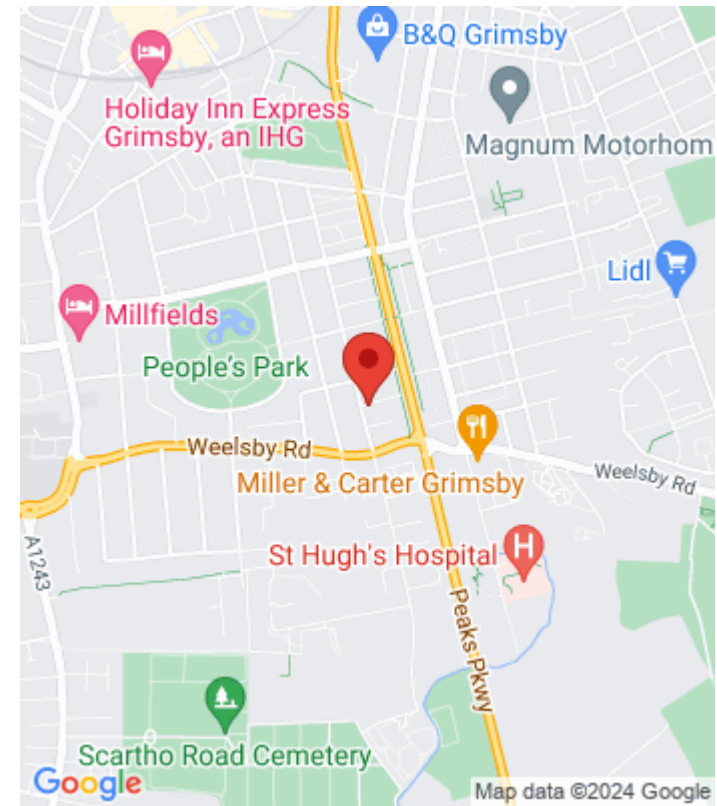 B&Q Grimsby
Holiday Inn Express
Grimsby, an IHG
Magnum Motorhom
Lidl
Millfields
People's Park
Weelsby Rd
Miller & Carter Grimsby
Weelsby Rd
St Hugh's Hospital
H
A1243
Peaks Pkwy
Scartho Road Cemetery
Google
Map data ©2024 Google